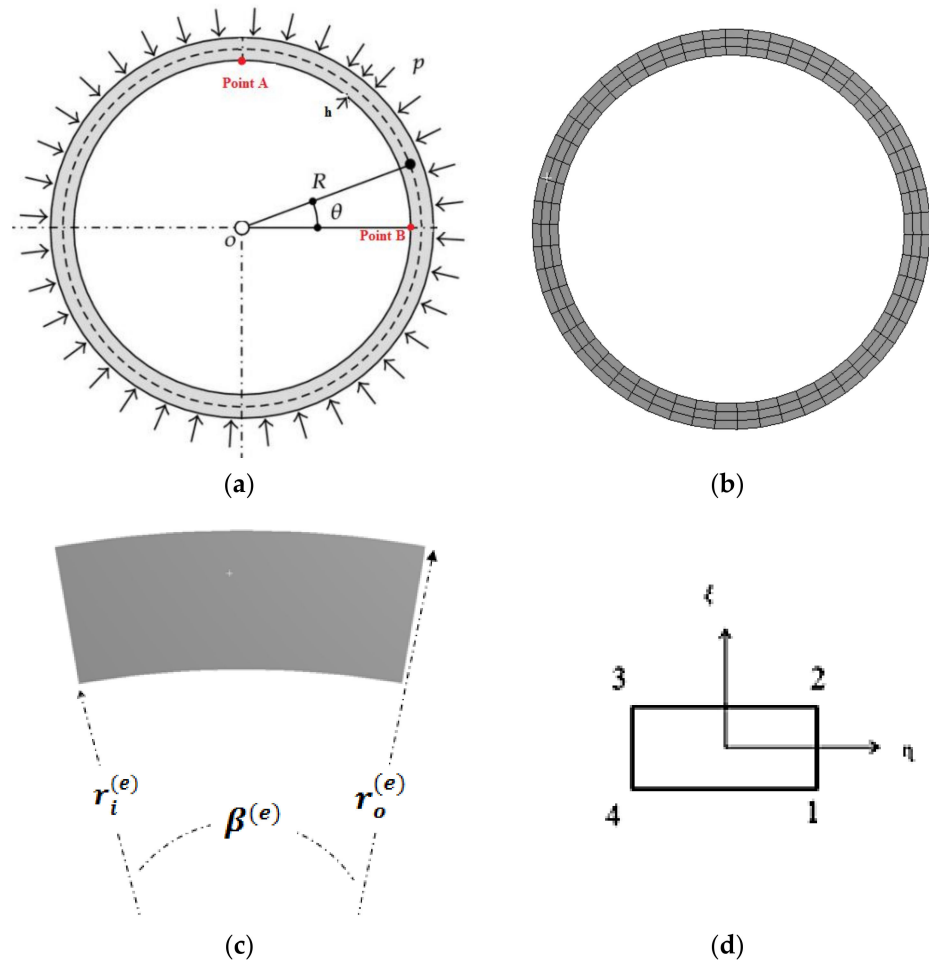 p
Point A
h
R
θ
o
Point B
(a)
(b)
r_i^(e)
β^(e)
r_o^(e)
ξ
3
2
η
4
1
(c)
(d)